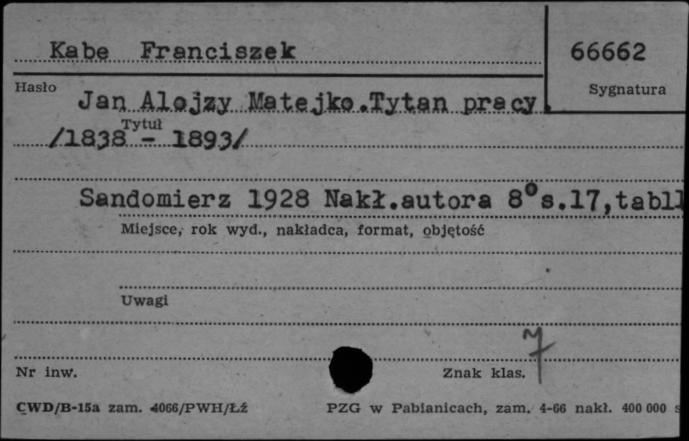 Kabe Franciszek
66662
Hasło
Sygnatura
Jan Alojzy Matejko.Tytan pracy.
Tytuł
/1838 - 1893/
Sandomierz 1928 Nakł.autora 8°s.17,tabl1
Miejsce, rok wyd., nakładca, format, objętość
Uwagi
7
Nr inw.
Znak klas.
CWD/B-15a zam. 4066/PWH/Łź
PZG w Pabianicach, zam. 4-66 nakł. 400 000 s